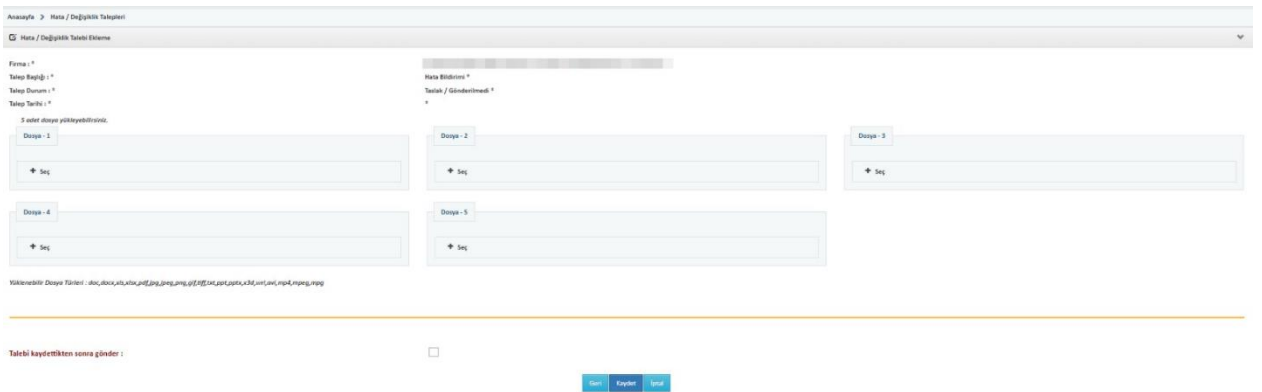 Anasayfa > Hata / Değişiklik Talepleri
Hata / Değişiklik Talebi Ekleme
Firma : *
Talep Başlığı : * Hata Bildirimi *
Talep Durum : * Taslak / Gönderilmedi *
Talep Tarihi : * *
5 adet dosya yükleyebilirsiniz.
Dosya - 1 Dosya - 2 Dosya - 3
+ Seç + Seç + Seç
Dosya - 4 Dosya - 5
+ Seç + Seç
Yüklenebilir Dosya Türleri : doc,docx,xls,xlsx,pdf,jpg,jpeg,png,gif,tiff,txt,ppt,pptx,x3d,xml,avi,mp4,mpeg,mpg
Talebi kaydettikten sonra gönder :
Geri Kaydet İptal